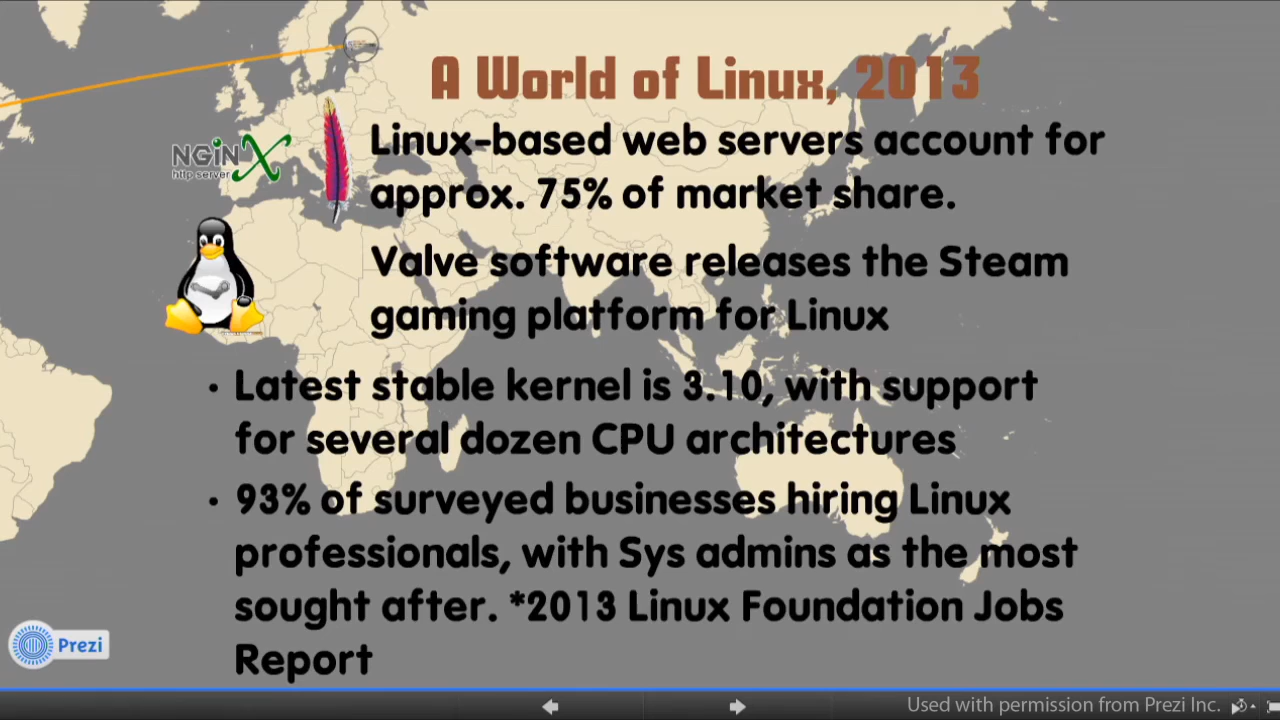 A World of Linux, 2013
NGiNX
http server
Linux-based web servers account for
approx. 75% of market share.
Valve software releases the Steam
gaming platform for Linux
• Latest stable kernel is 3.10, with support
for several dozen CPU architectures
• 93% of surveyed businesses hiring Linux
professionals, with Sys admins as the most
sought after. *2013 Linux Foundation Jobs
Report
Prezi
Used with permission from Prezi Inc.